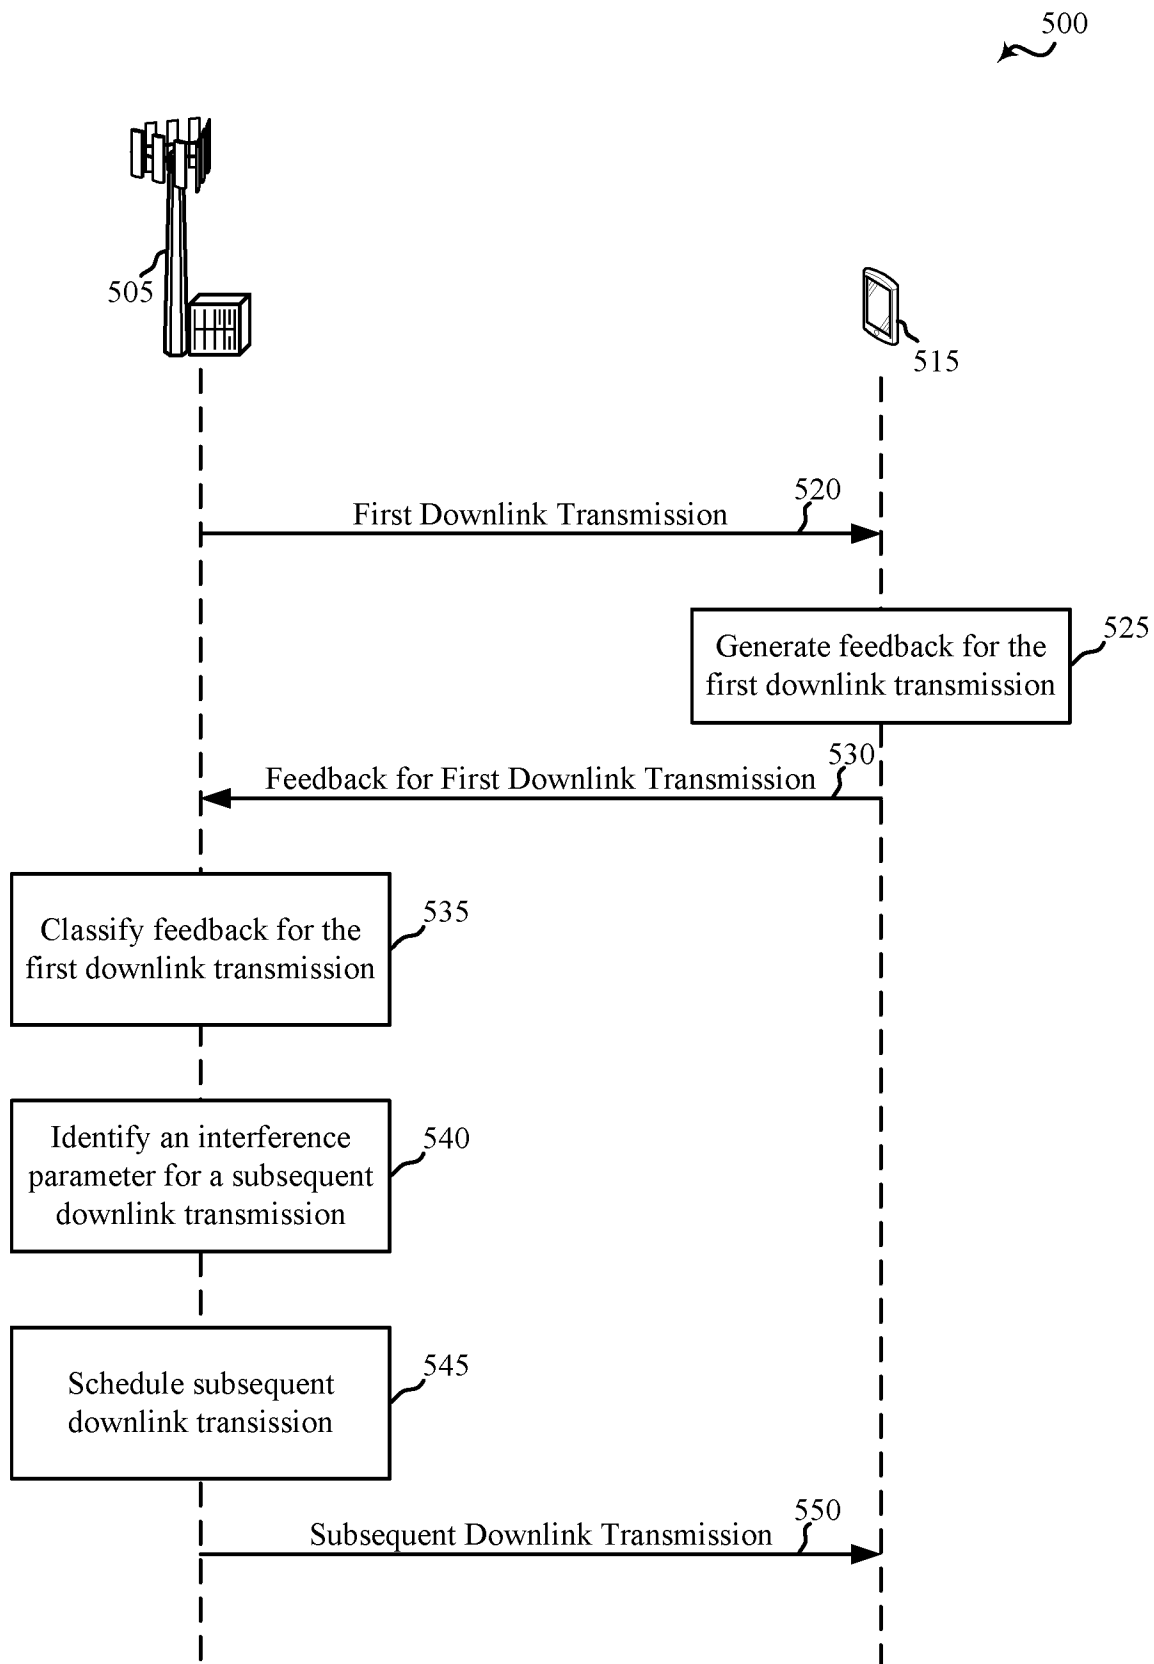 500
505
515
520
First Downlink Transmission
525
Generate feedback for the
first downlink transmission
530
Feedback for First Downlink Transmission
535
Classify feedback for the
first downlink transmission
540
Identify an interference
parameter for a subsequent
downlink transmission
545
Schedule subsequent
downlink transission
550
Subsequent Downlink Transmission